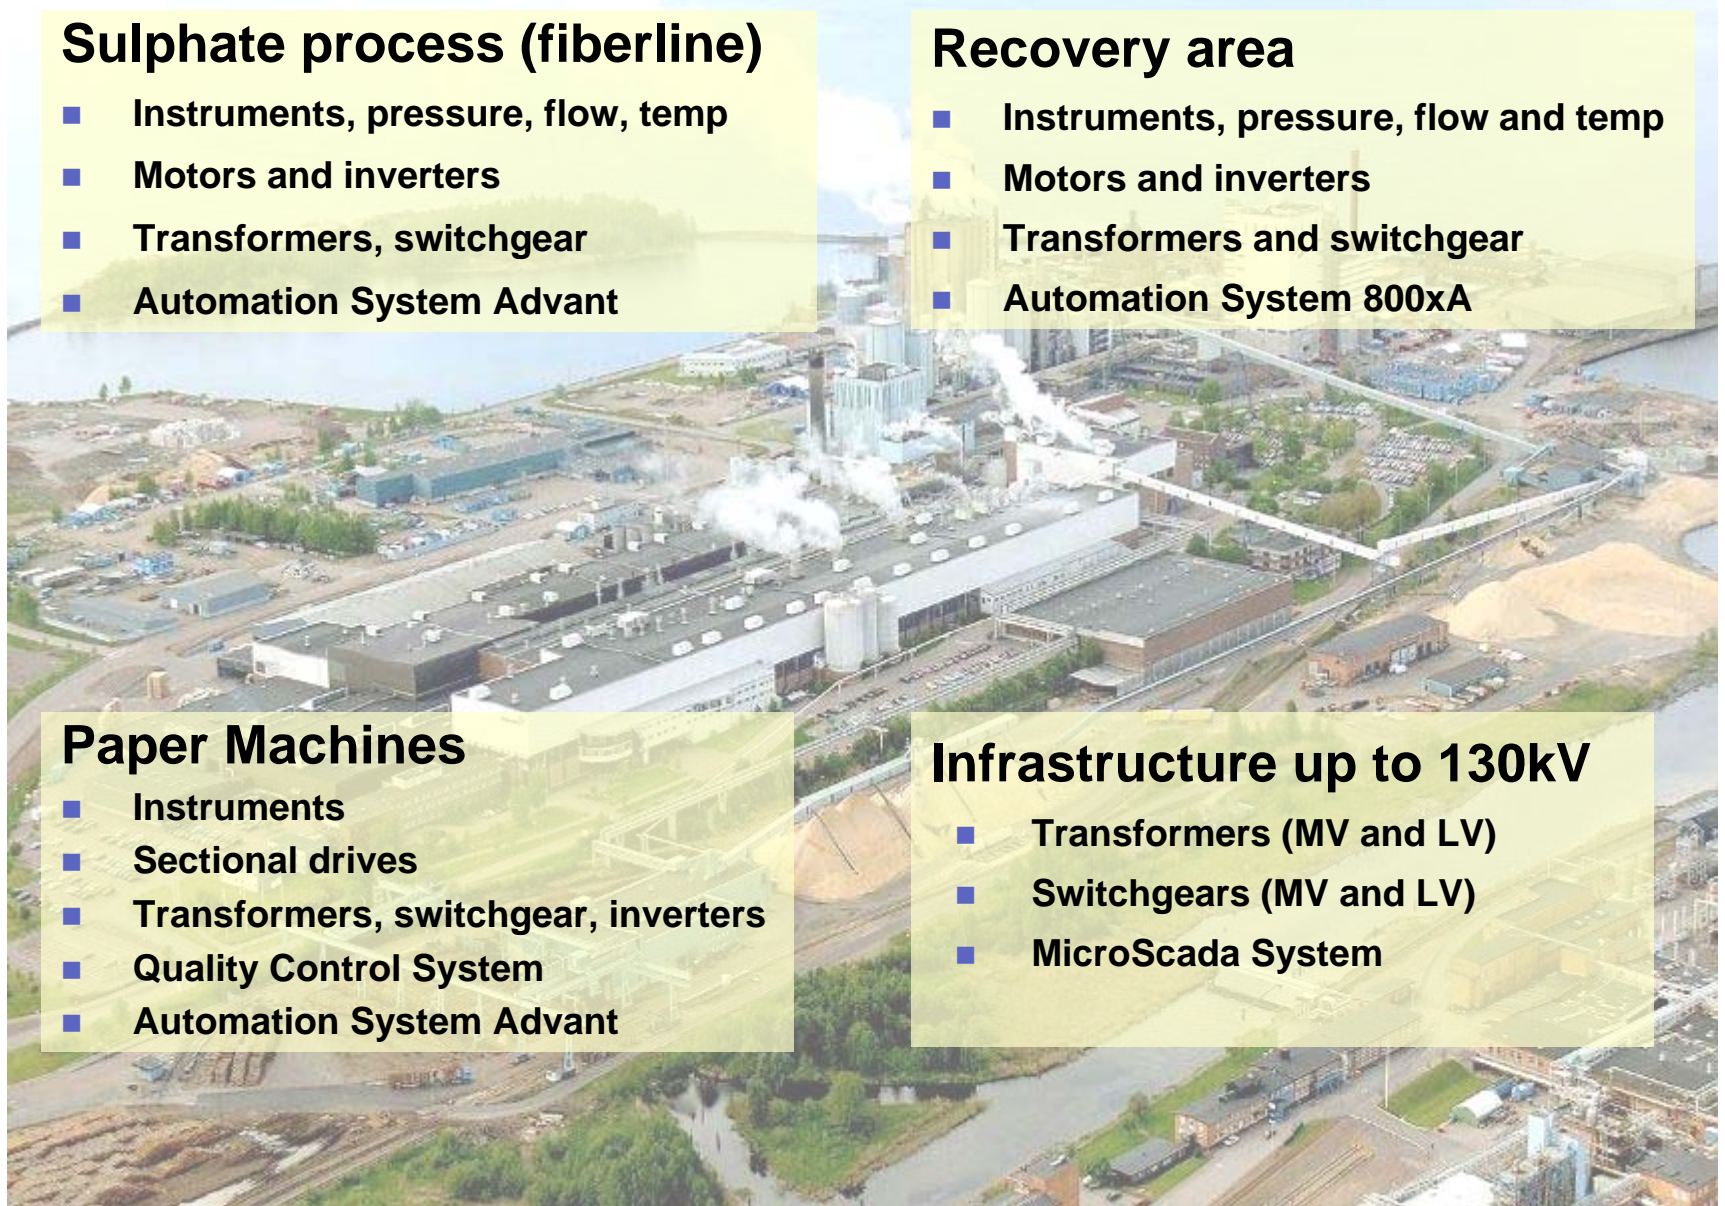 Sulphate process (fiberline)
Instruments, pressure, flow, temp
Motors and inverters
Transformers, switchgear
Automation System Advant
Recovery area
Instruments, pressure, flow and temp
Motors and inverters
Transformers and switchgear
Automation System 800xA
Paper Machines
Instruments
Sectional drives
Transformers, switchgear, inverters
Quality Control System
Automation System Advant
Infrastructure up to 130kV
Transformers (MV and LV)
Switchgears (MV and LV)
MicroScada System